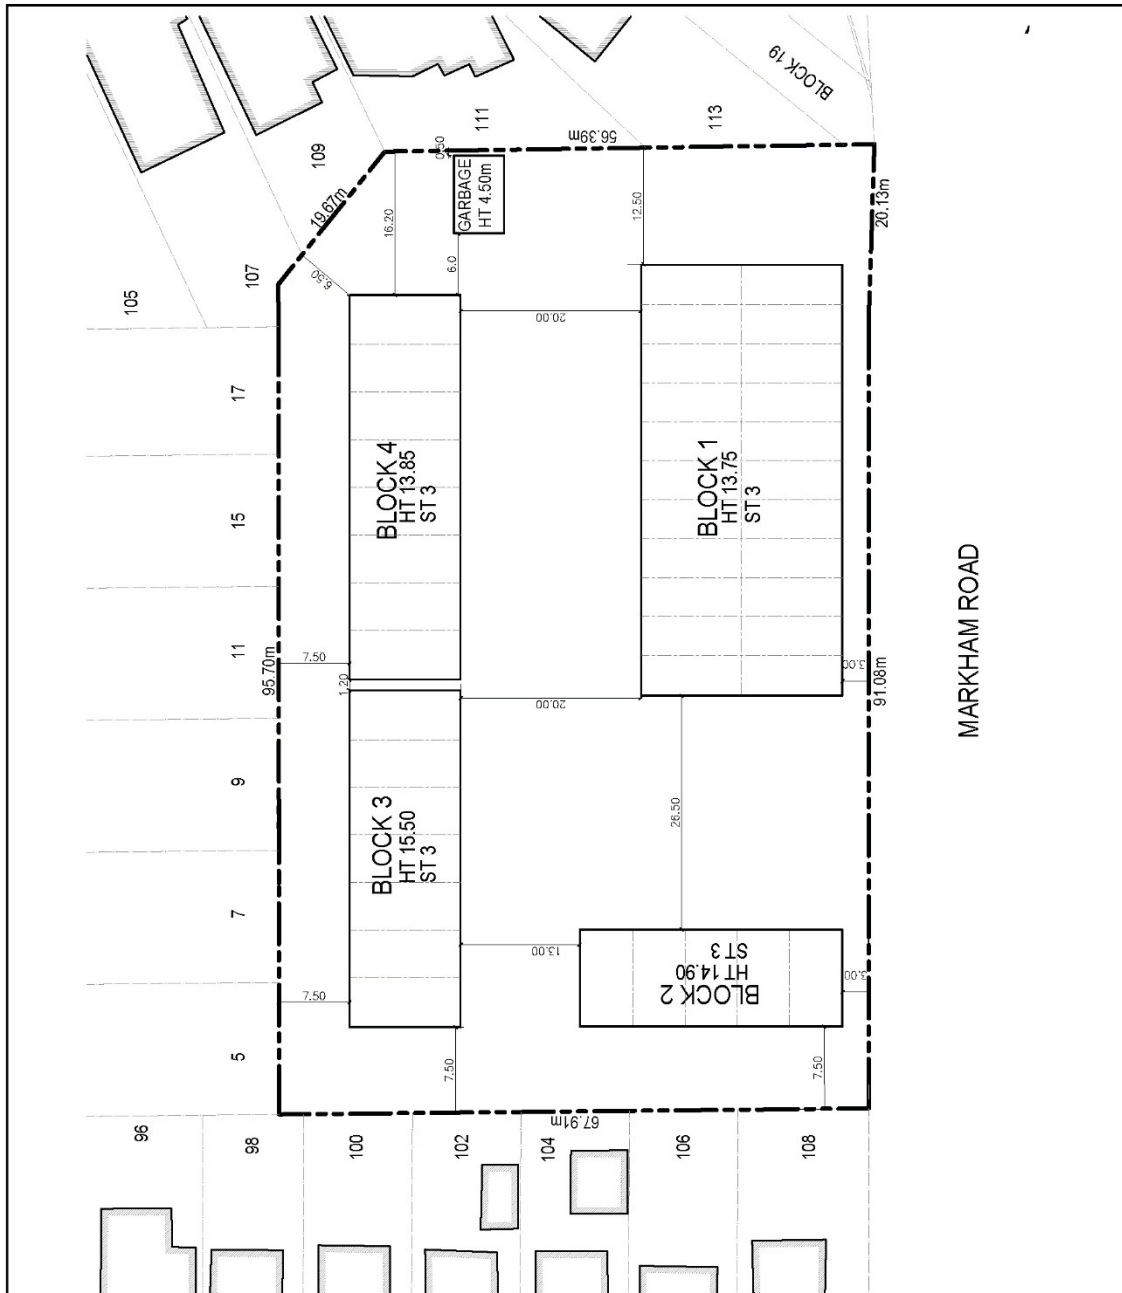 BLOCK 19
111
113
56.39m
109
0.50
GARBAGE
HT 4.50m
19.67m
16.20
12.50
20.13m
107
6.50
6.0
105
20.00
17
BLOCK 4
HT 13.85
ST 3
BLOCK 1
HT 13.75
ST 3
15
MARKHAM ROAD
11
7.50
95.70m
1.20
3.00
91.08m
20.00
9
BLOCK 3
HT 15.50
ST 3
26.50
7
13.00
BLOCK 2
HT 14.90
ST 3
7.50
3.00
5
7.50
7.50
67.91m
96
98
100
102
104
106
108